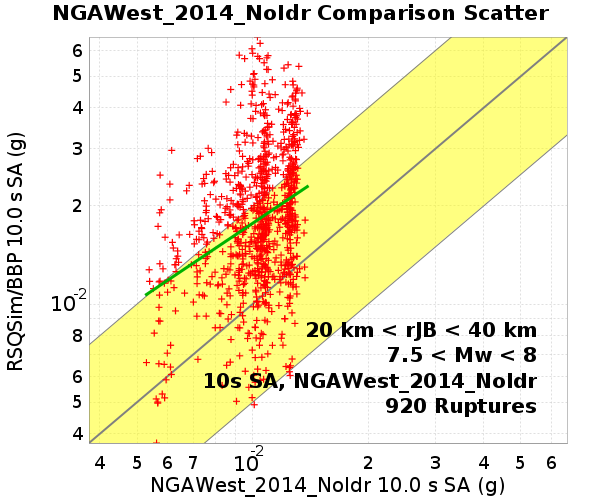 NGAWest_2014_NoIdr Comparison Scatter
RSQSim/BBP 10.0 s SA (g)
6
5
4
3
2
10-2
8
6
5
4
20 km < rJB < 40 km
7.5 < Mw < 8
10s SA, NGAWest_2014_NoIdr
920 Ruptures
4 5 6 7 10-2 2 3 4 5 6
NGAWest_2014_NoIdr 10.0 s SA (g)